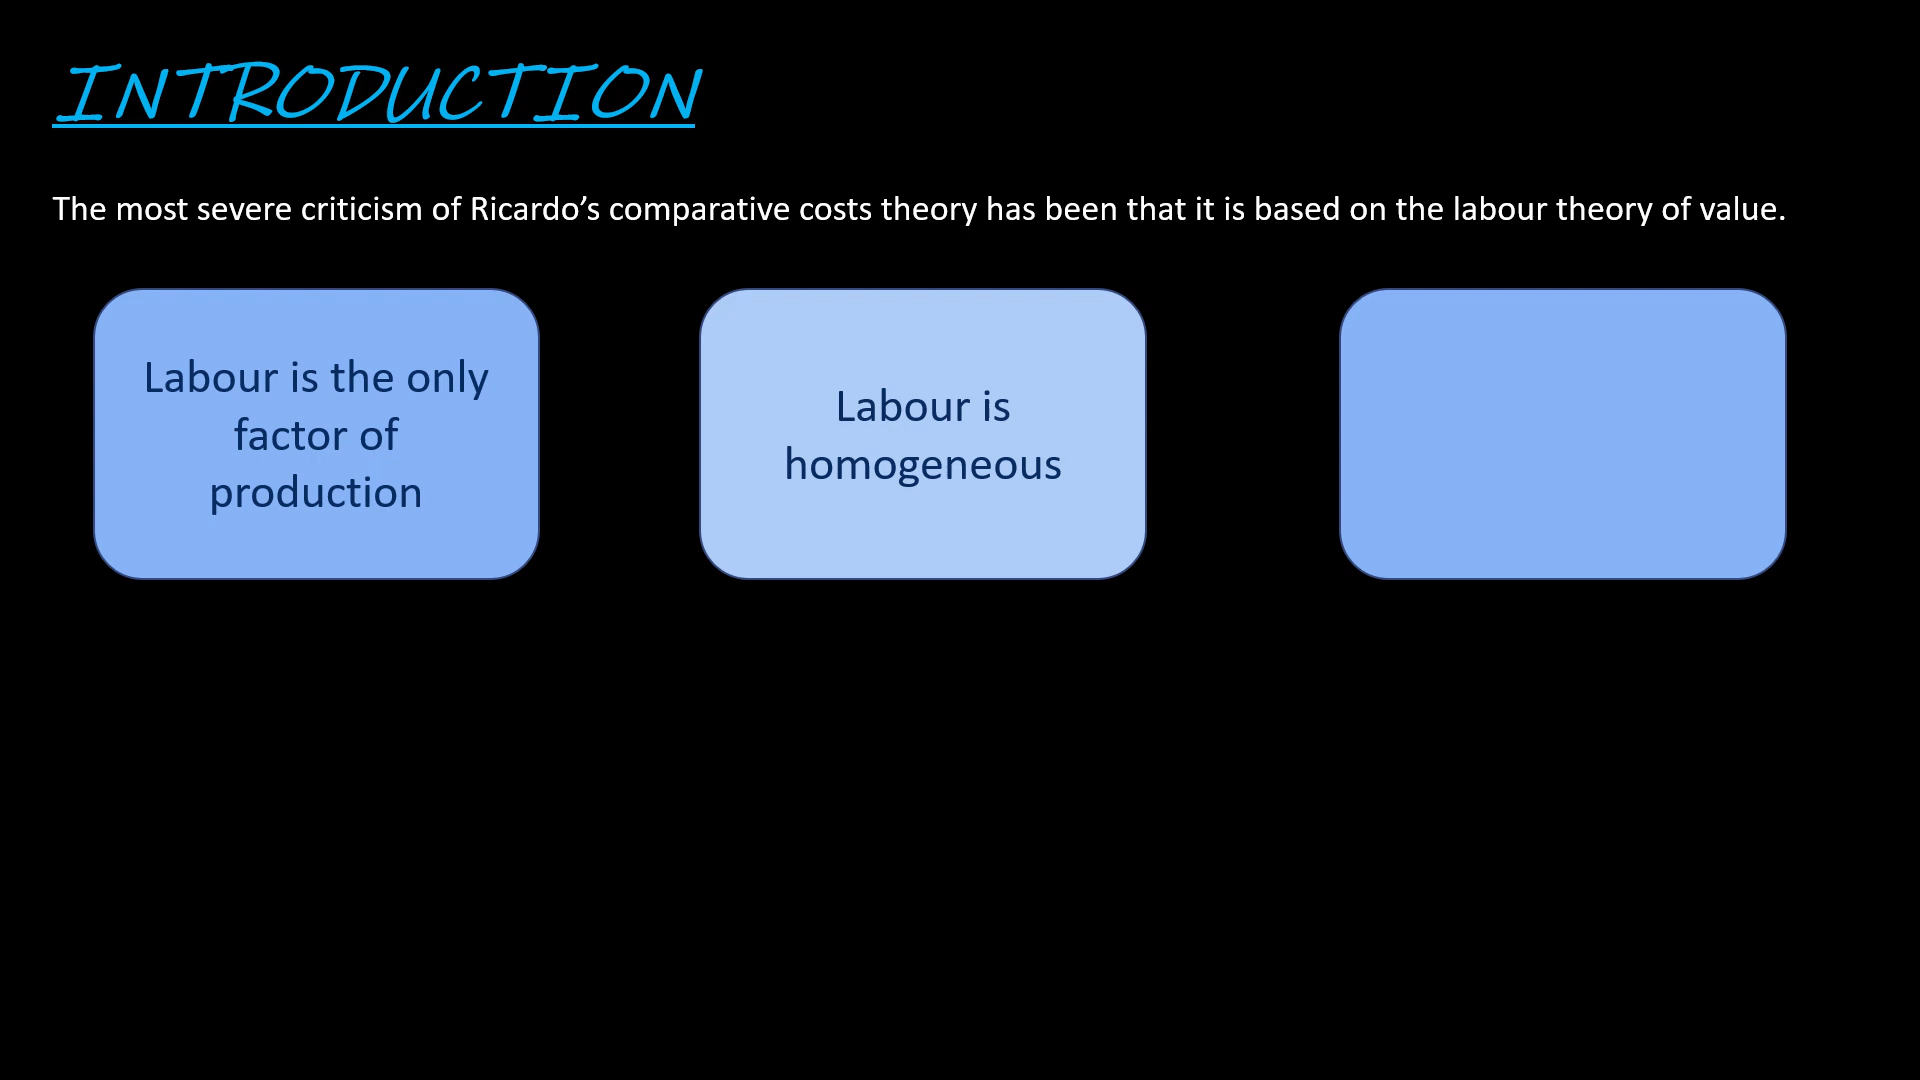 INTRODUCTION
The most severe criticism of Ricardo’s comparative costs theory has been that it is based on the labour theory of value.
Labour is the only
factor of
production
Labour is
homogeneous